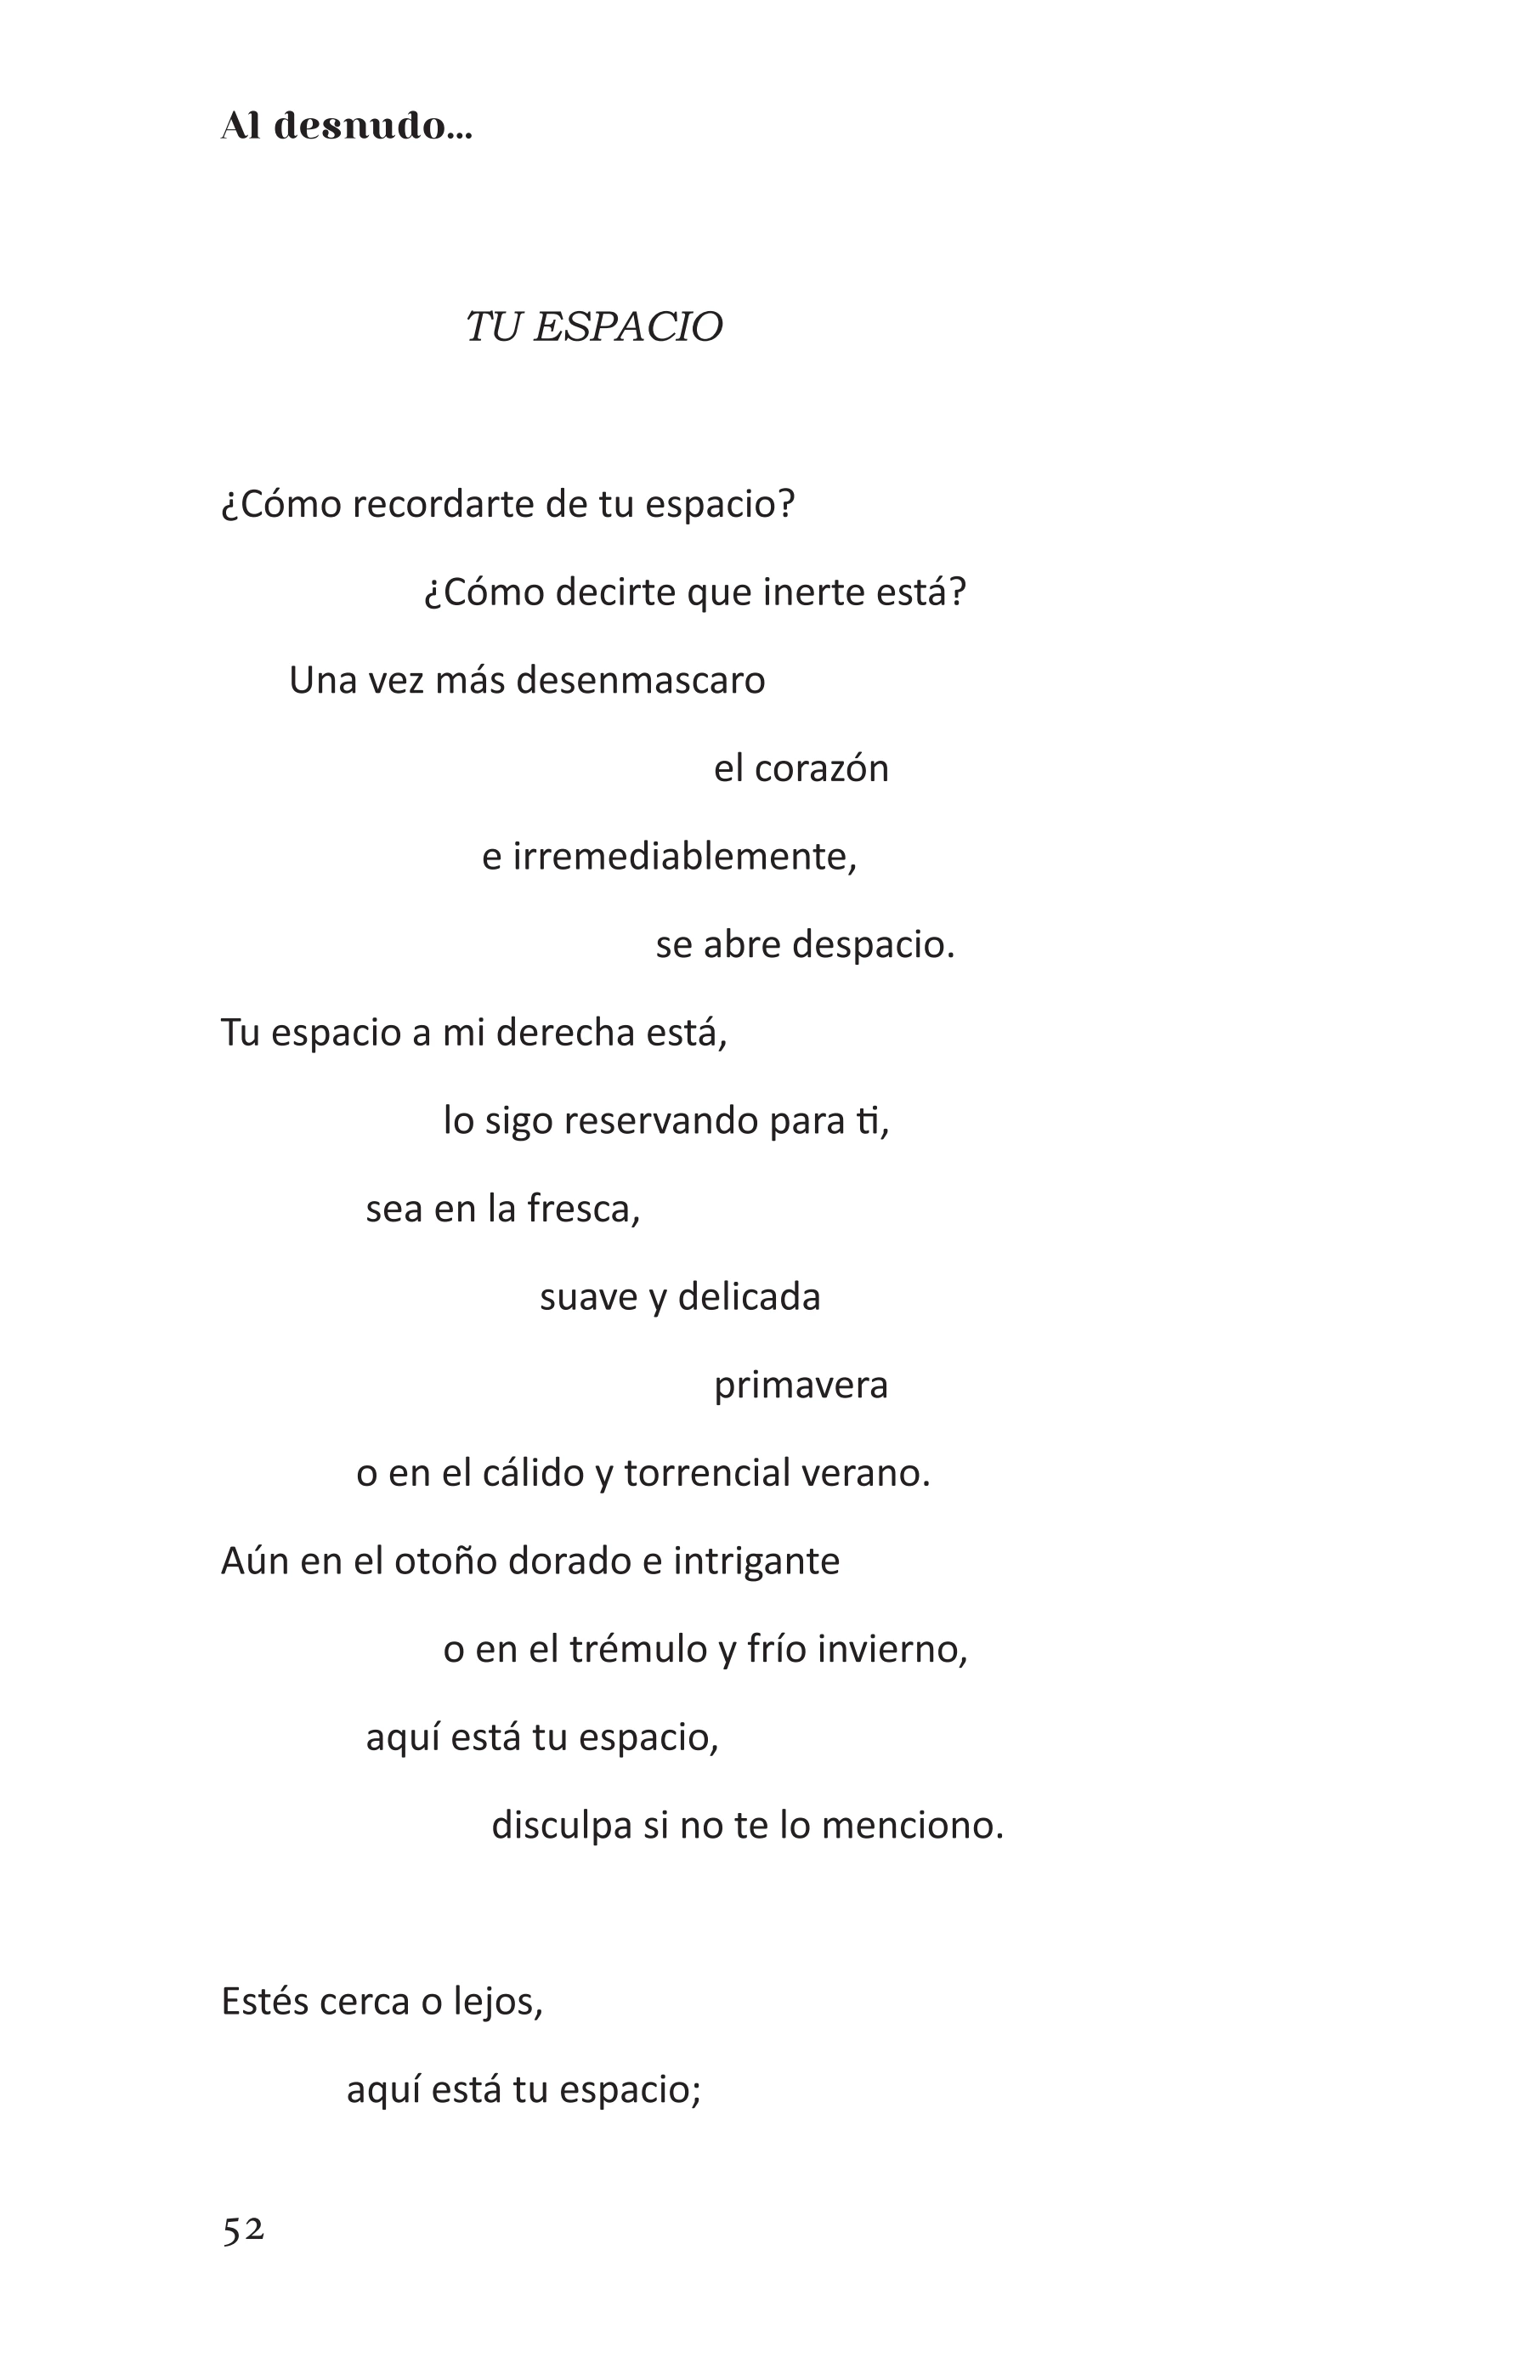 Al desnudo...
TU ESPACIO
¿Cómo recordarte de tu espacio?
¿Cómo decirte que inerte está?
Una vez más desenmascaro
el corazón
e irremediablemente,
se abre despacio.
Tu espacio a mi derecha está,
lo sigo reservando para ti,
sea en la fresca,
suave y delicada
primavera
o en el cálido y torrencial verano.
Aún en el otoño dorado e intrigante
o en el trémulo y frío invierno,
aquí está tu espacio,
disculpa si no te lo menciono.
Estés cerca o lejos,
aquí está tu espacio;
52